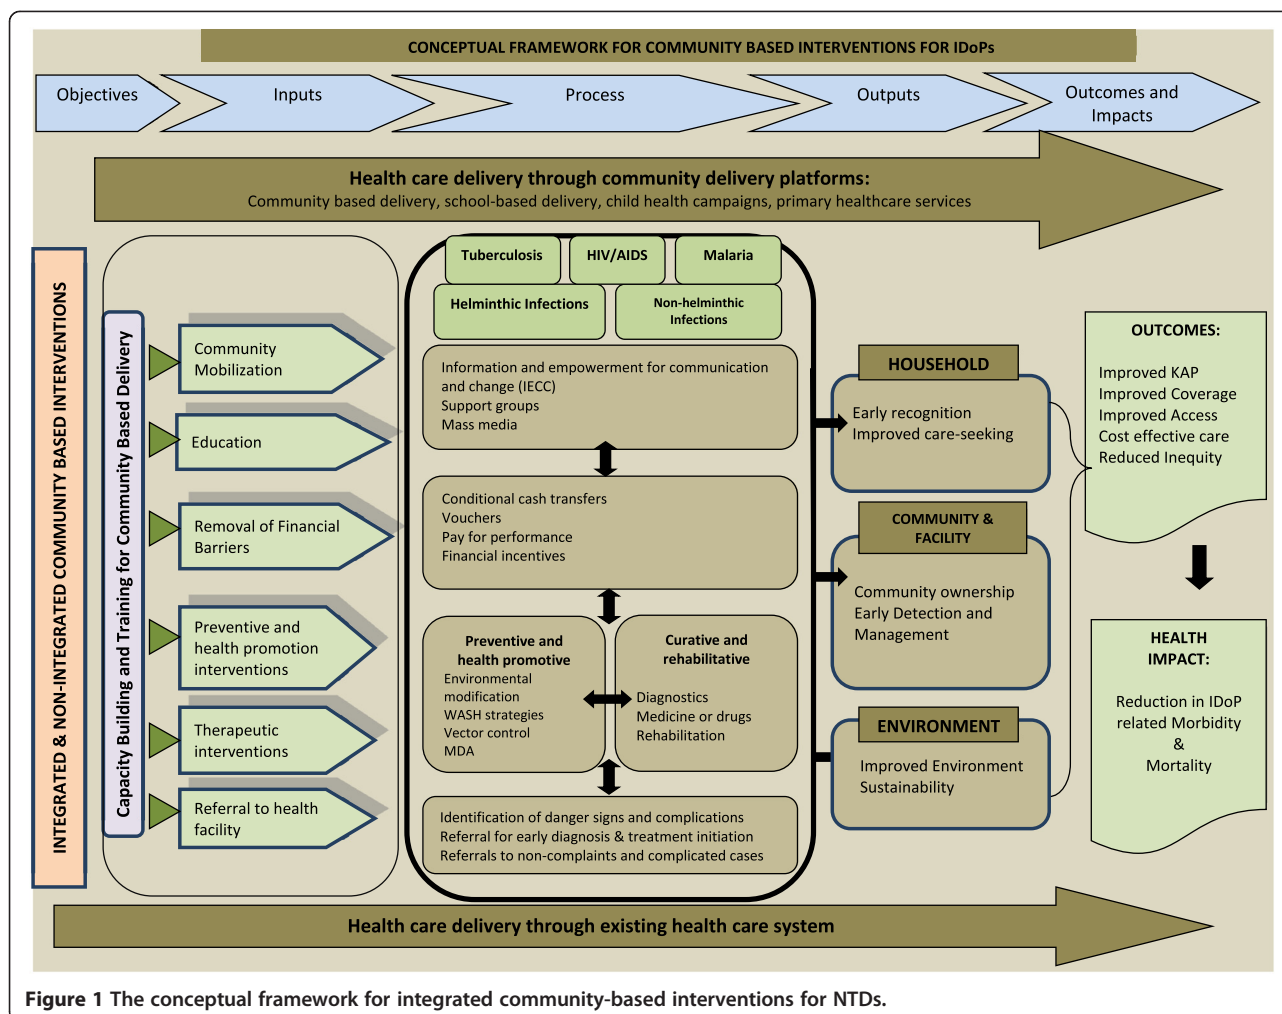 CONCEPTUAL FRAMEWORK FOR COMMUNITY BASED INTERVENTIONS FOR IDoPs
Objectives
Inputs
Process
Outputs
Outcomes and
Impacts
Health care delivery through community delivery platforms:
Community based delivery, school-based delivery, child health campaigns, primary healthcare services
INTEGRATED & NON-INTEGRATED COMMUNITY BASED INTERVENTIONS
Capacity Building and Training for Community Based Delivery
Community
Mobilization
Education
Removal of Financial
Barriers
Preventive and
health promotion
interventions
Therapeutic
interventions
Referral to health
facility
Tuberculosis
HIV/AIDS
Malaria
Helminthic Infections
Non-helminthic
Infections
Information and empowerment for communication
and change (IECC)
Support groups
Mass media
Conditional cash transfers
Vouchers
Pay for performance
Financial incentives
Preventive and
health promotive
Environmental
modification
WASH strategies
Vector control
MDA
Curative and
rehabilitative
Diagnostics
Medicine or drugs
Rehabilitation
Identification of danger signs and complications
Referral for early diagnosis & treatment initiation
Referrals to non-complaints and complicated cases
HOUSEHOLD
Early recognition
Improved care-seeking
COMMUNITY &
FACILITY
Community ownership
Early Detection and
Management
ENVIRONMENT
Improved Environment
Sustainability
OUTCOMES:
Improved KAP
Improved Coverage
Improved Access
Cost effective care
Reduced Inequity
HEALTH
IMPACT:
Reduction in IDoP
related Morbidity
&
Mortality
Health care delivery through existing health care system
Figure 1 The conceptual framework for integrated community-based interventions for NTDs.